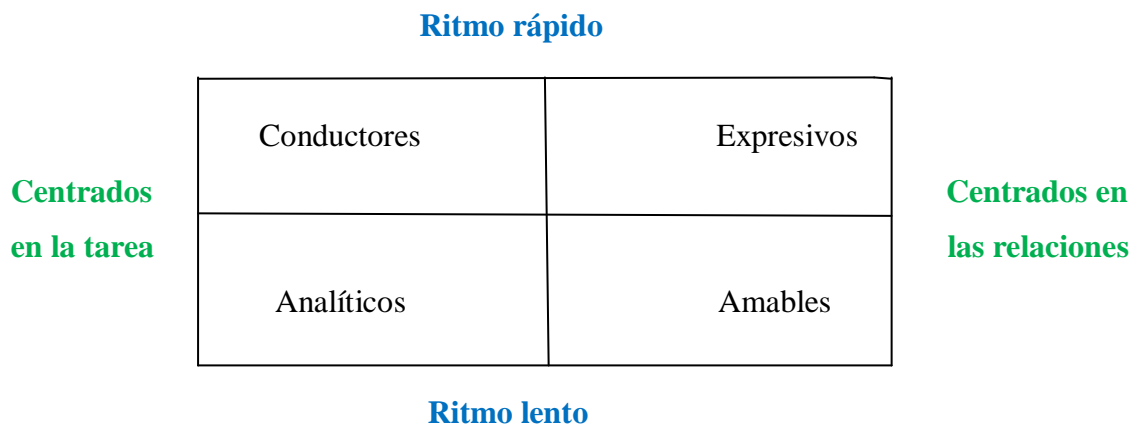 Ritmo rápido
Conductores
Expresivos
Centrados
en la tarea
Centrados en
las relaciones
Analíticos
Amables
Ritmo lento